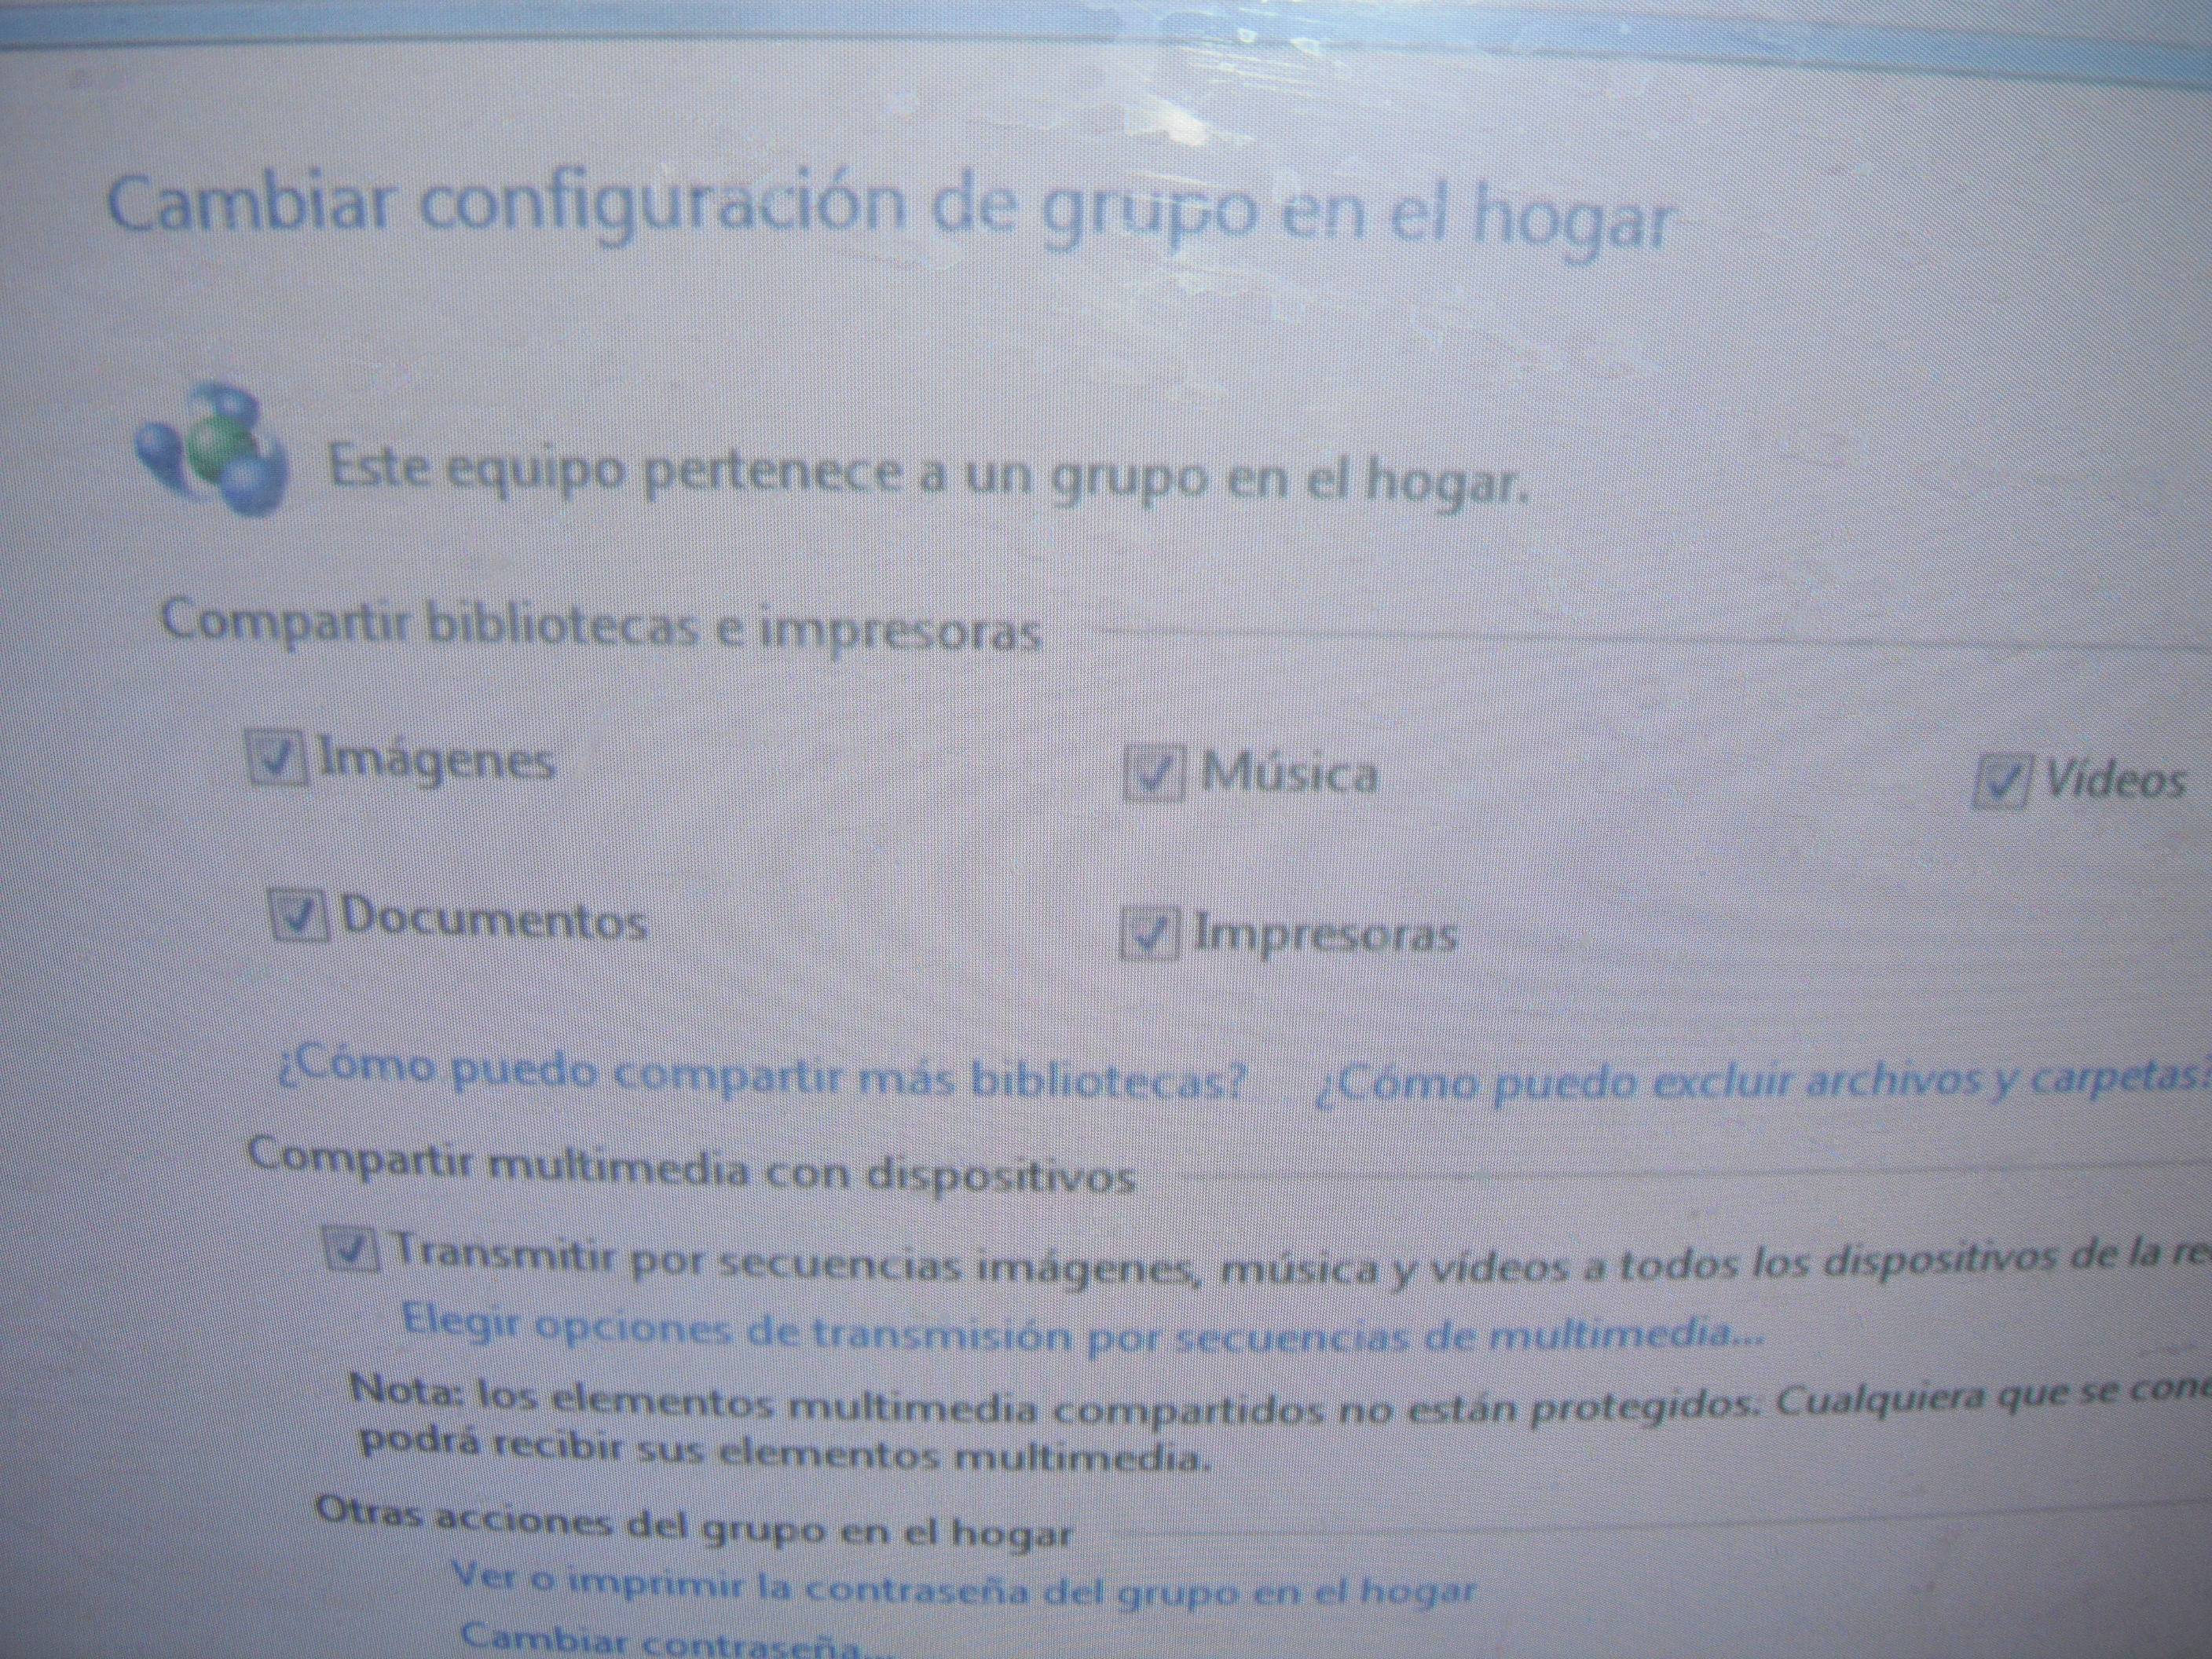 Cambiar configuración de grupo en el hogar
Este equipo pertenece a un grupo en el hogar.
Compartir bibliotecas e impresoras
Imágenes Música Vídeos
Documentos Impresoras
¿Cómo puedo compartir más bibliotecas? ¿Cómo puedo excluir archivos y carpetas?
Compartir multimedia con dispositivos
Transmitir por secuencias imágenes, música y vídeos a todos los dispositivos de la re
Elegir opciones de transmisión por secuencias de multimedia...
Nota: los elementos multimedia compartidos no están protegidos. Cualquiera que se cone
podrá recibir sus elementos multimedia.
Otras acciones del grupo en el hogar
Ver o imprimir la contraseña del grupo en el hogar
Cambiar contraseña...